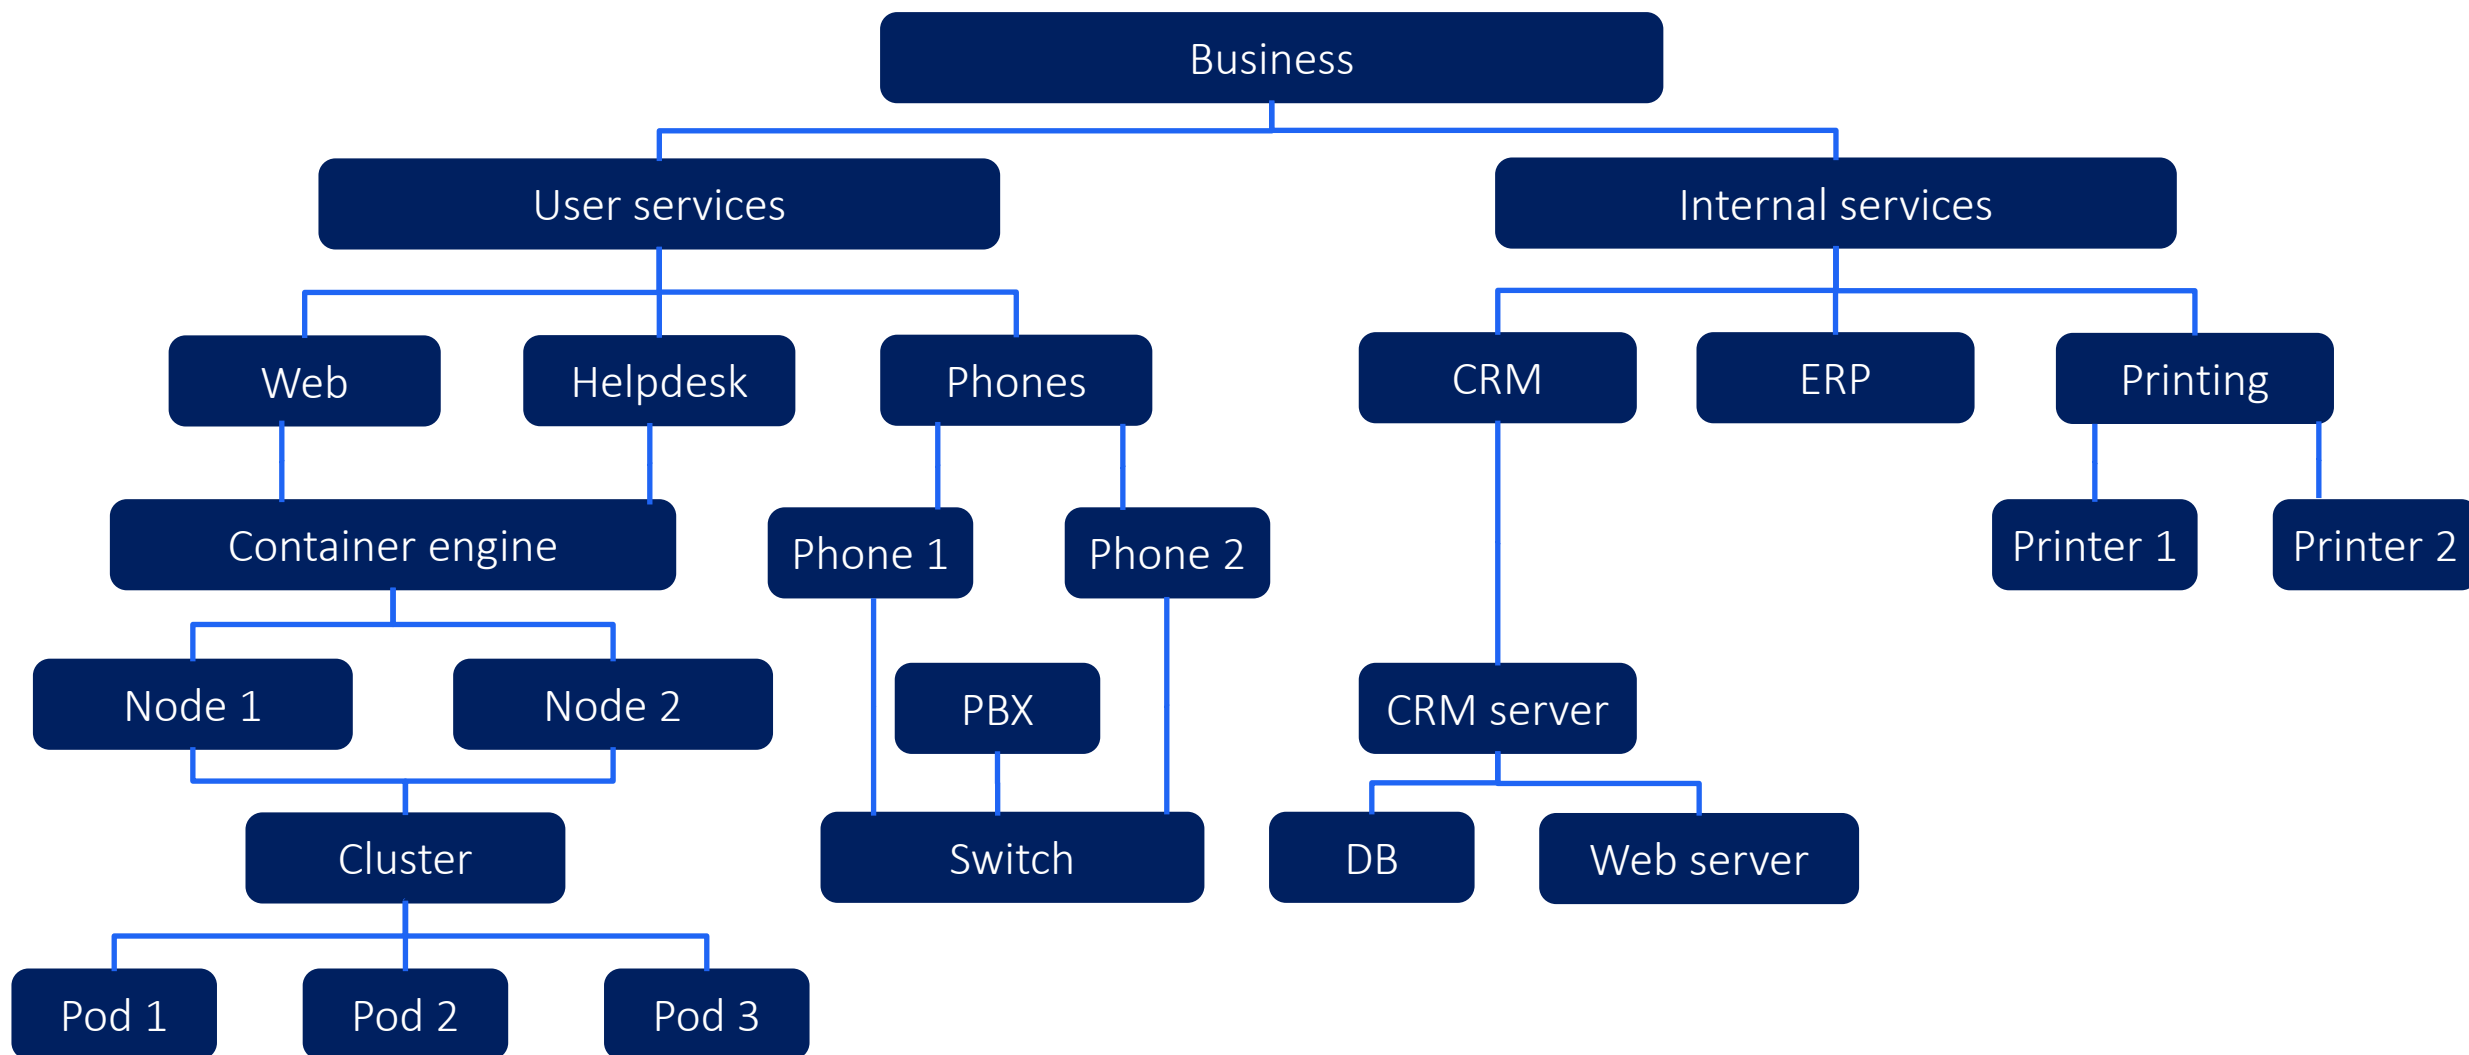 Business
User services
Internal services
Web
Helpdesk
Phones
CRM
ERP
Printing
Container engine
Phone 1
Phone 2
Printer 1
Printer 2
Node 1
Node 2
PBX
CRM server
Cluster
Switch
DB
Web server
Pod 1
Pod 2
Pod 3